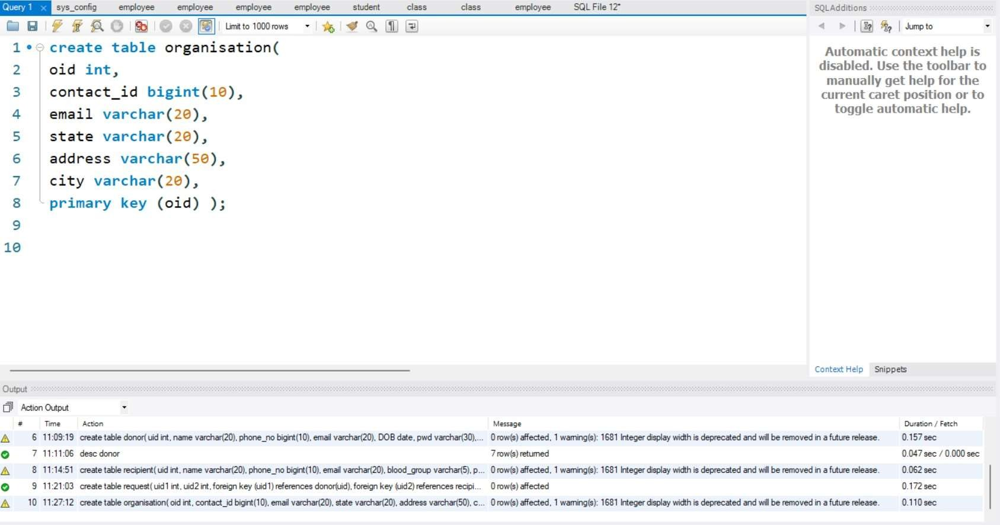 Query 1 sys_config employee employee employee employee student class class employee SQL File 12*
Limit to 1000 rows
1 create table organisation(
2 oid int,
3 contact_id bigint(10),
4 email varchar(20),
5 state varchar(20),
6 address varchar(50),
7 city varchar(20),
8 primary key (oid) );
9
10
SQLAdditions
Jump to
Automatic context help is
disabled. Use the toolbar to
manually get help for the
current caret position or to
toggle automatic help.
Context Help Snippets
Output
Action Output
# Time Action Message Duration / Fetch
6 11:09:19 create table donor( uid int, name varchar(20), phone_no bigint(10), email varchar(20), DOB date, pwd varchar(30),... 0 row(s) affected, 1 warning(s): 1681 Integer display width is deprecated and will be removed in a future release. 0.157 sec
7 11:11:06 desc donor 7 row(s) returned 0.047 sec / 0.000 sec
8 11:14:51 create table recipient( uid int, name varchar(20), phone_no bigint(10), email varchar(20), blood_group varchar(5), p... 0 row(s) affected, 1 warning(s): 1681 Integer display width is deprecated and will be removed in a future release. 0.062 sec
9 11:21:03 create table request( uid1 int, uid2 int, foreign key (uid1) references donor(uid), foreign key (uid2) references recipi... 0 row(s) affected 0.172 sec
10 11:27:12 create table organisation( oid int, contact_id bigint(10), email varchar(20), state varchar(20), address varchar(50), c... 0 row(s) affected, 1 warning(s): 1681 Integer display width is deprecated and will be removed in a future release. 0.110 sec